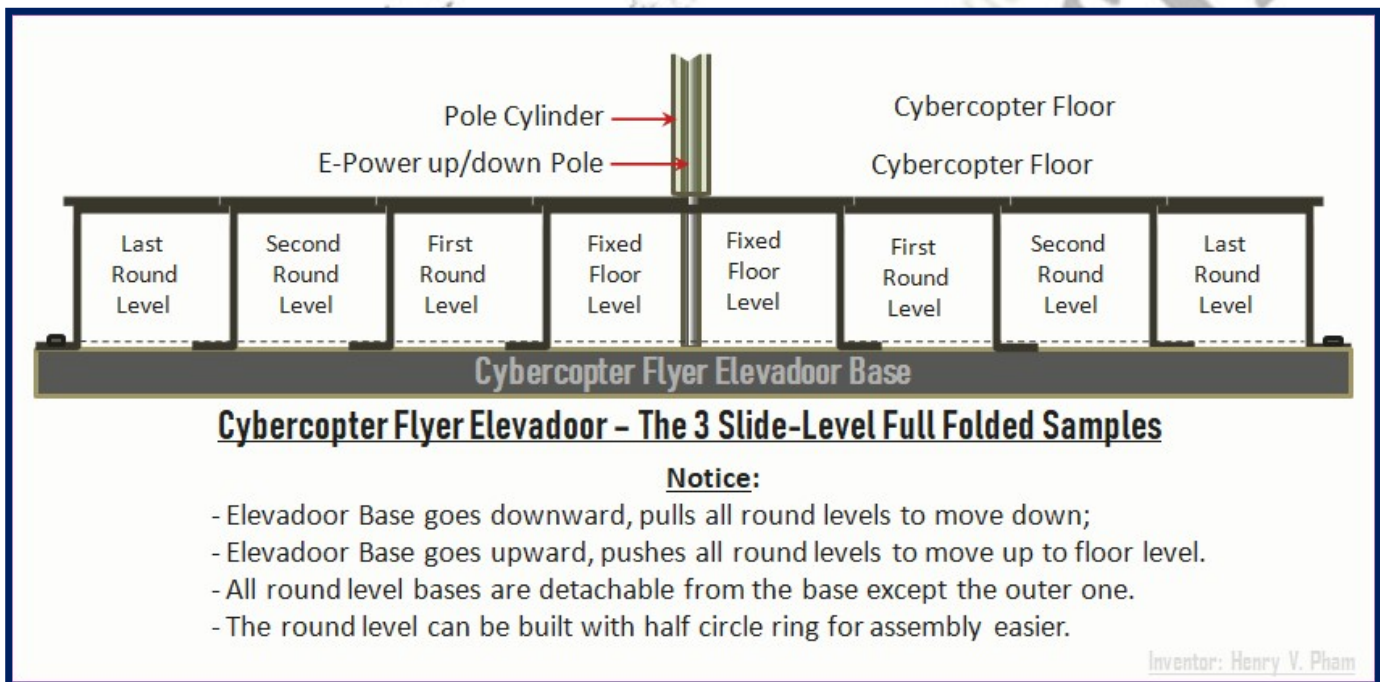 Pole Cylinder
Cybercopter Floor
E-Power up/down Pole
Cybercopter Floor
Last
Round
Level
Second
Round
Level
First
Round
Level
Fixed
Floor
Level
Fixed
Floor
Level
First
Round
Level
Second
Round
Level
Last
Round
Level
Cybercopter Flyer Elevadoor Base
Cybercopter Flyer Elevadoor – The 3 Slide-Level Full Folded Samples
Notice:
- Elevadoor Base goes downward, pulls all round levels to move down;
- Elevadoor Base goes upward, pushes all round levels to move up to floor level.
- All round level bases are detachable from the base except the outer one.
- The round level can be built with half circle ring for assembly easier.
Inventor: Henry V. Pham